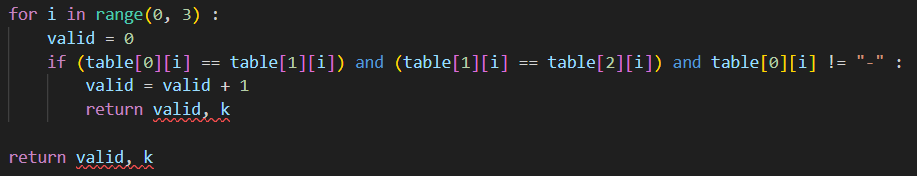 for i in range(0, 3) :
    valid = 0
    if (table[0][i] == table[1][i]) and (table[1][i] == table[2][i]) and table[0][i] != "-" :
        valid = valid + 1
        return valid, k
return valid, k